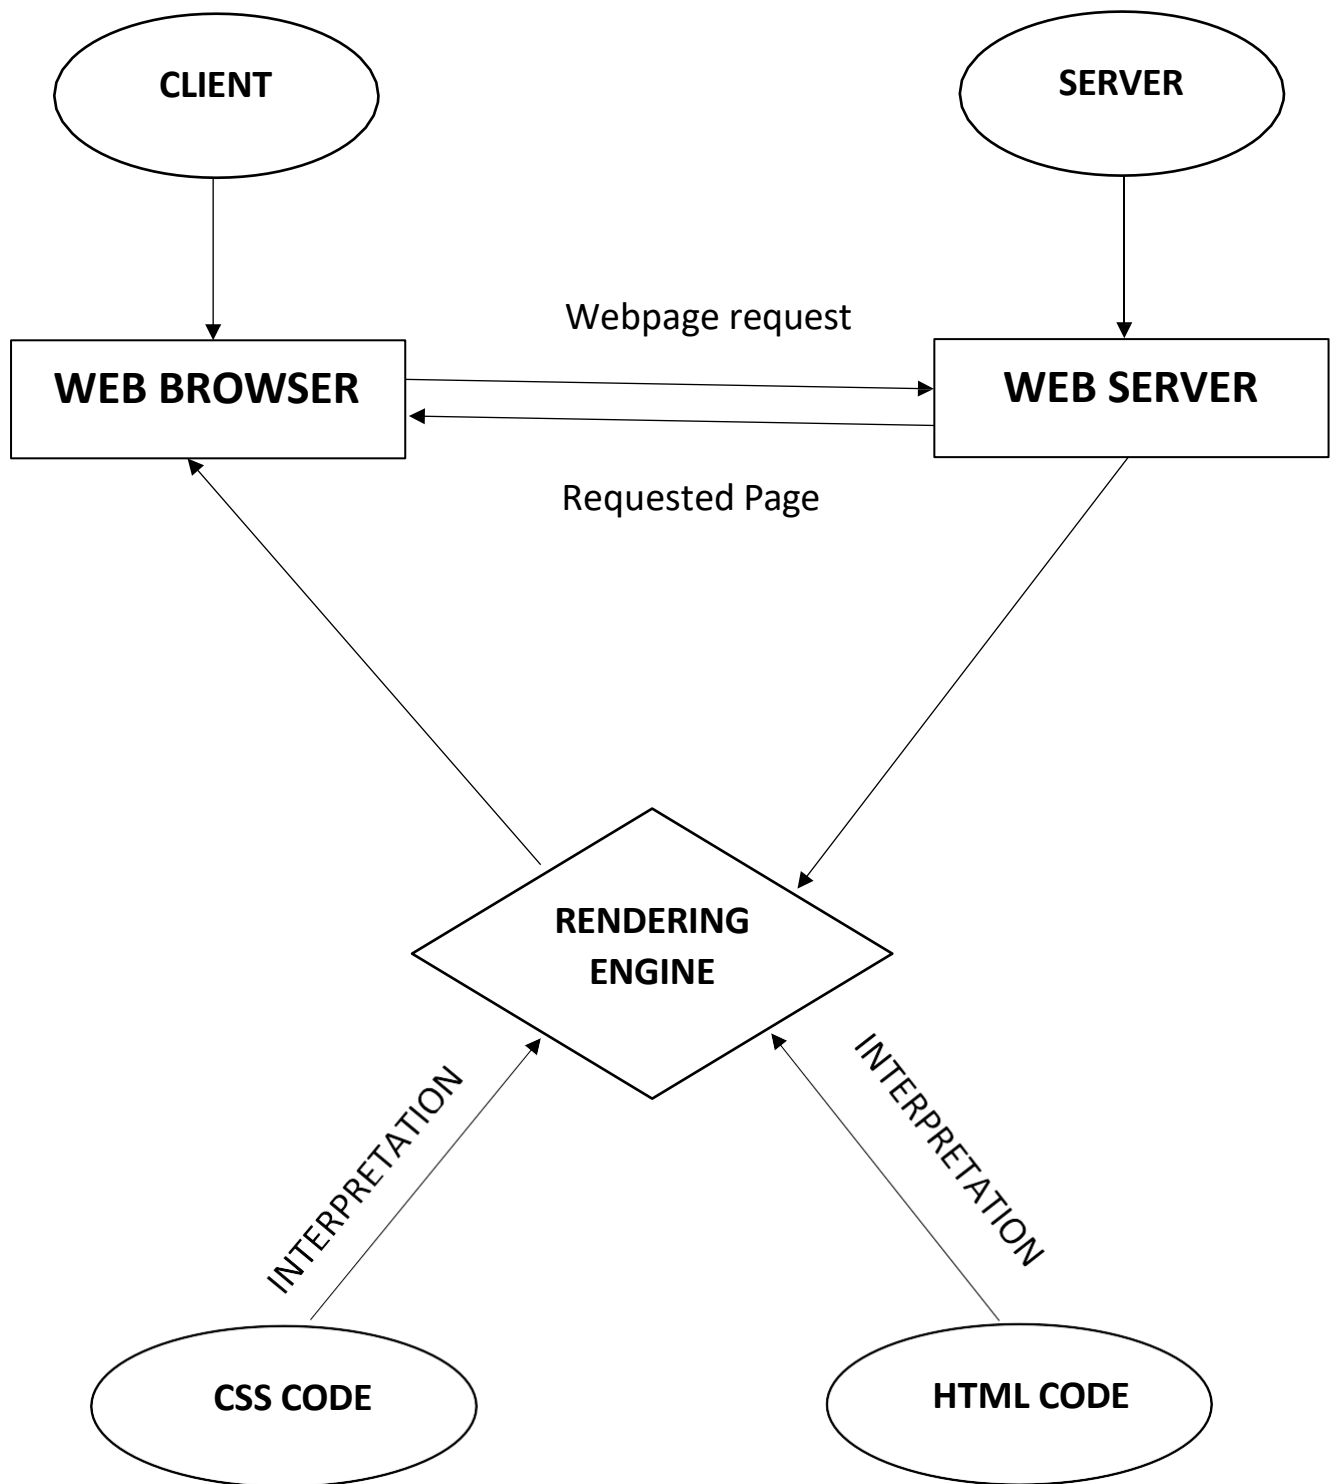 CLIENT
SERVER
Webpage request
WEB BROWSER
WEB SERVER
Requested Page
RENDERING
ENGINE
INTERPRETATION
INTERPRETATION
CSS CODE
HTML CODE